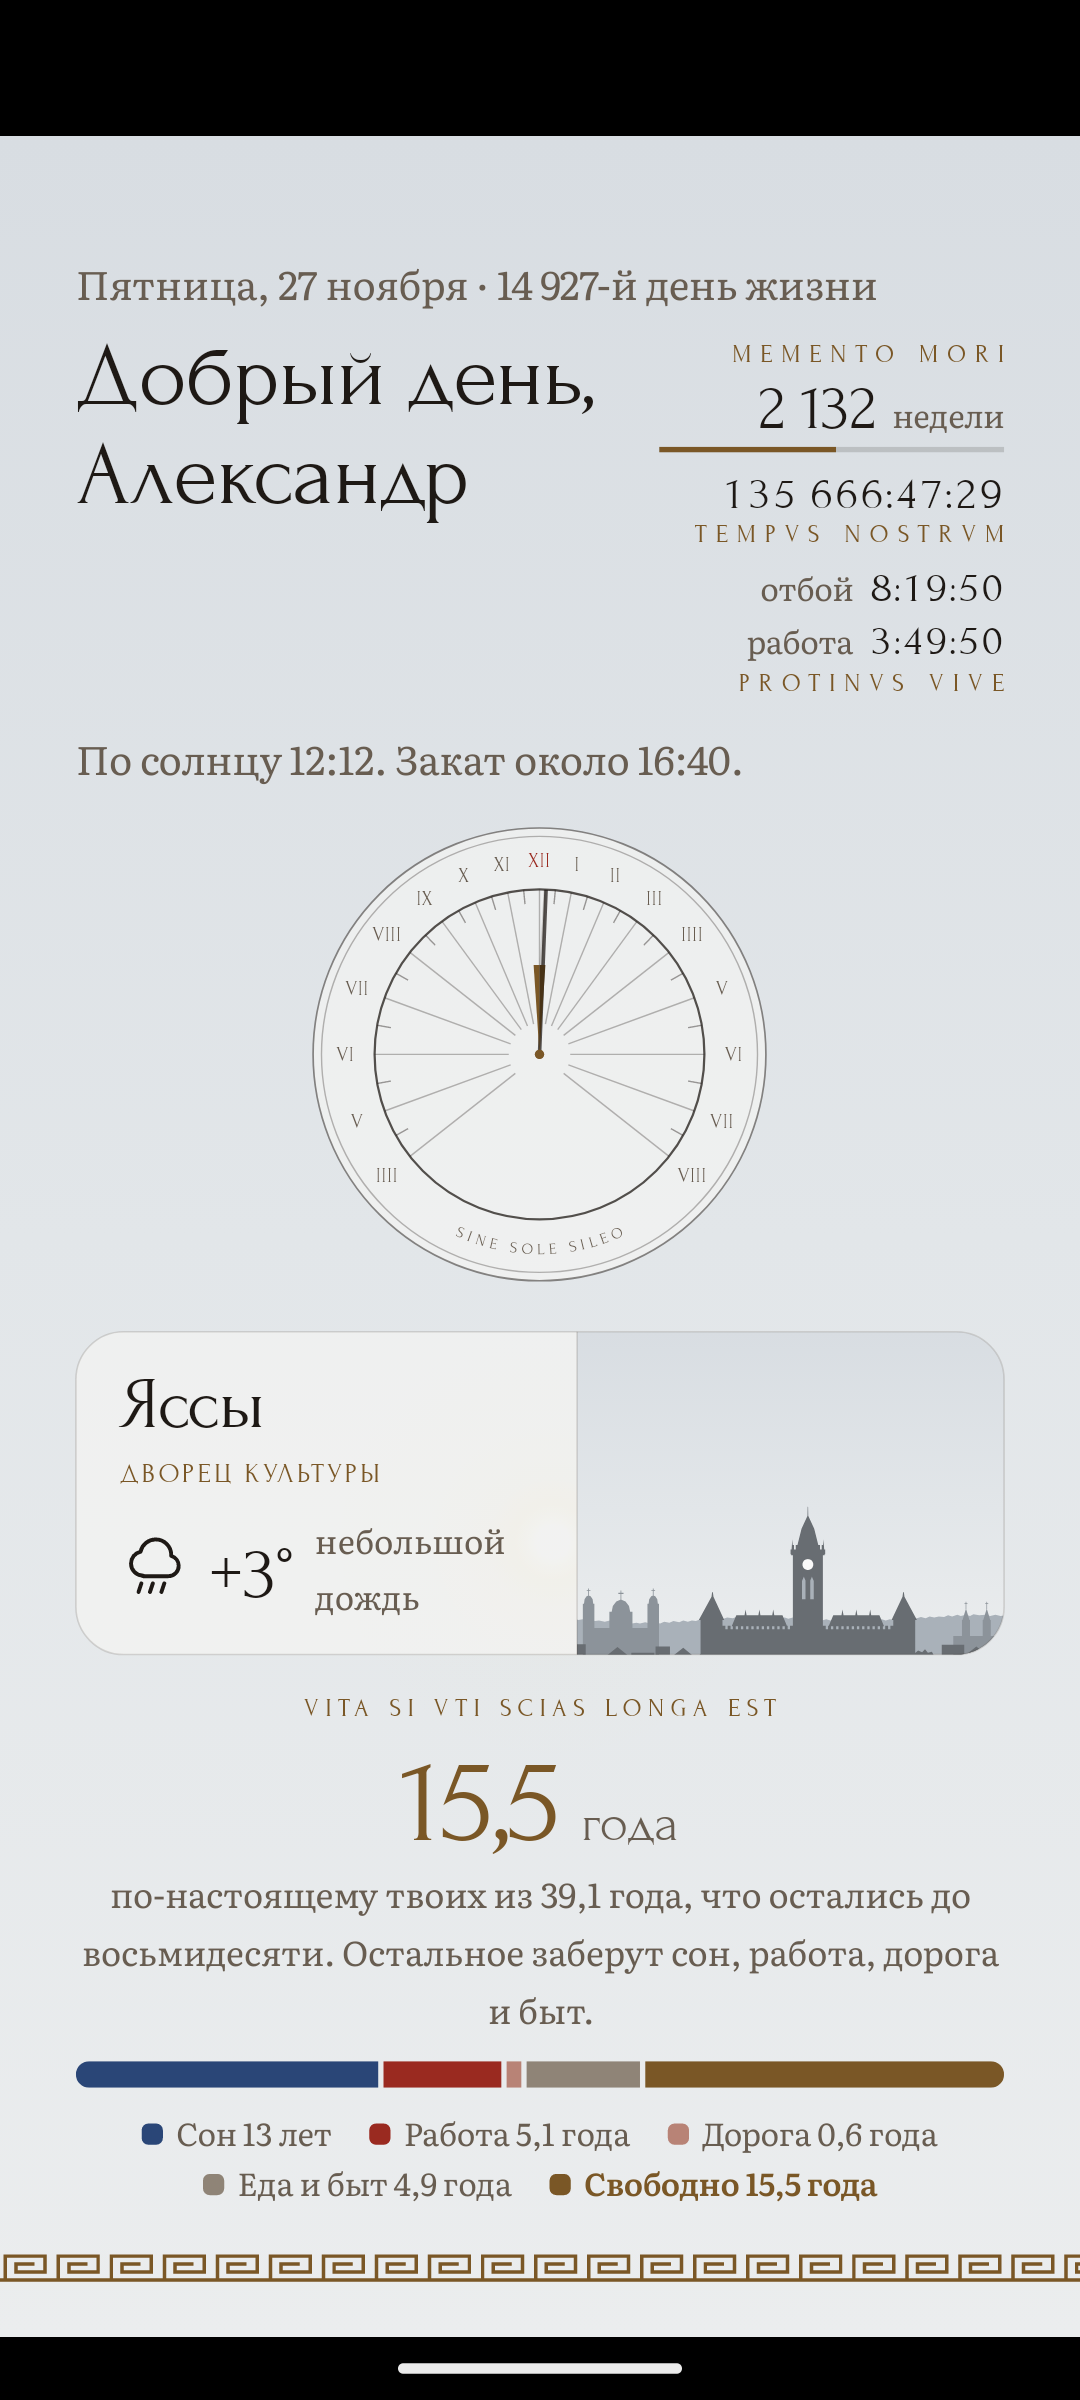 Пятница, 27 ноября · 14 927-й день жизни
Добрый день,
Александр
MEMENTO MORI
2 132 недели
135 666:47:29
TEMPVS NOSTRVM
отбой 8:19:50
работа 3:49:50
PROTINVS VIVE
По солнцу 12:12. Закат около 16:40.
IIII
V
VI
VII
VIII
IX
X
XI
XII
I
II
III
IIII
V
VI
VII
VIII
SINE SOLE SILEO
Яссы
ДВОРЕЦ КУЛЬТУРЫ
+3°
небольшой
дождь
VITA SI VTI SCIAS LONGA EST
15,5 года
по-настоящему твоих из 39,1 года, что остались до
восьмидесяти. Остальное заберут сон, работа, дорога
и быт.
Сон 13 лет Работа 5,1 года Дорога 0,6 года
Еда и быт 4,9 года Свободно 15,5 года